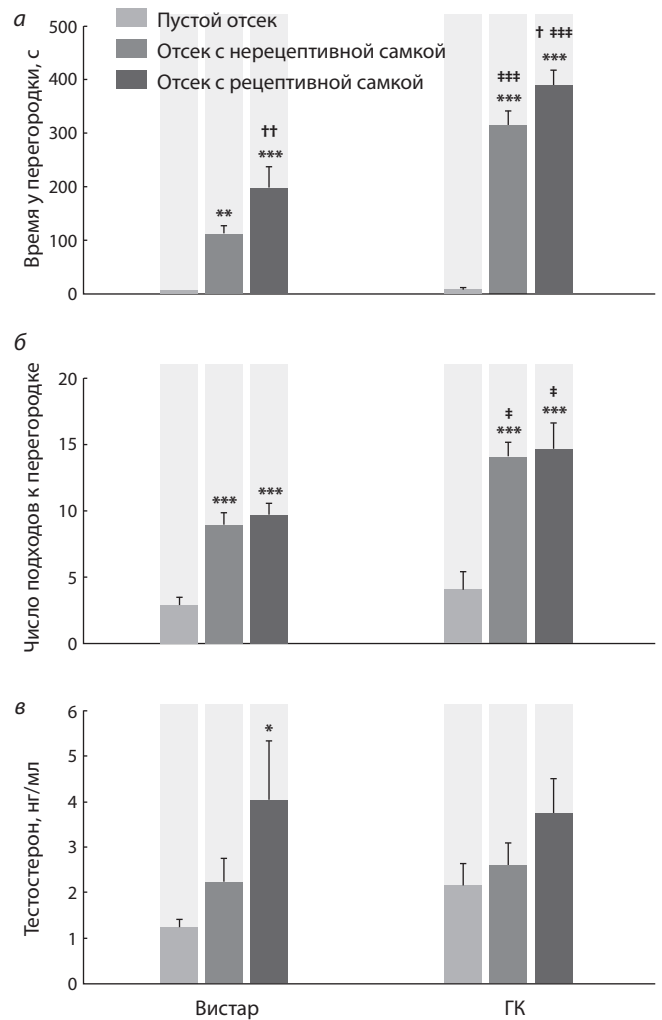 а
Пустой отсек
Отсек с нерецептивной самкой
Отсек с рецептивной самкой
Время у перегородки, с
500
400
300
200
100
0
**
††
***
‡‡‡
***
† ‡‡‡
***
б
Число подходов к перегородке
20
15
10
5
0
***
***
‡
***
‡
***
в
Тестостерон, нг/мл
6
5
4
3
2
1
0
*
Вистар
ГК